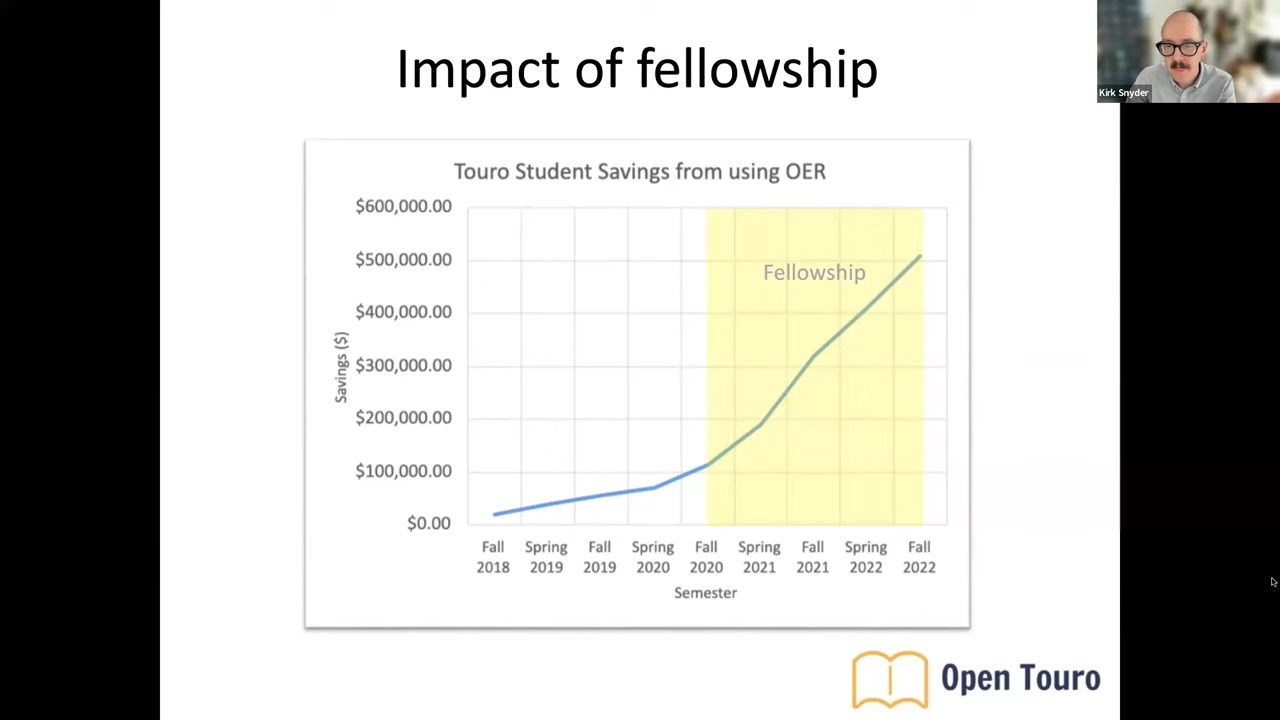 Impact of fellowship
Kirk Snyder
Touro Student Savings from using OER
$600,000.00
$500,000.00
$400,000.00
$300,000.00
$200,000.00
$100,000.00
$0.00
Savings ($)
Fellowship
Fall 2018
Spring 2019
Fall 2019
Spring 2020
Fall 2020
Spring 2021
Fall 2021
Spring 2022
Fall 2022
Semester
Open Touro